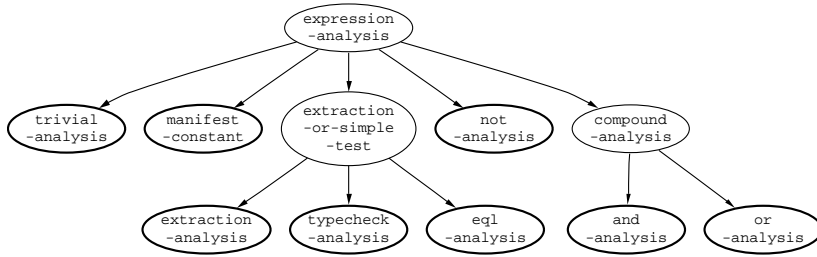 expression
-analysis
trivial
-analysis
manifest
-constant
extraction
-or-simple
-test
not
-analysis
compound
-analysis
extraction
-analysis
typecheck
-analysis
eql
-analysis
and
-analysis
or
-analysis